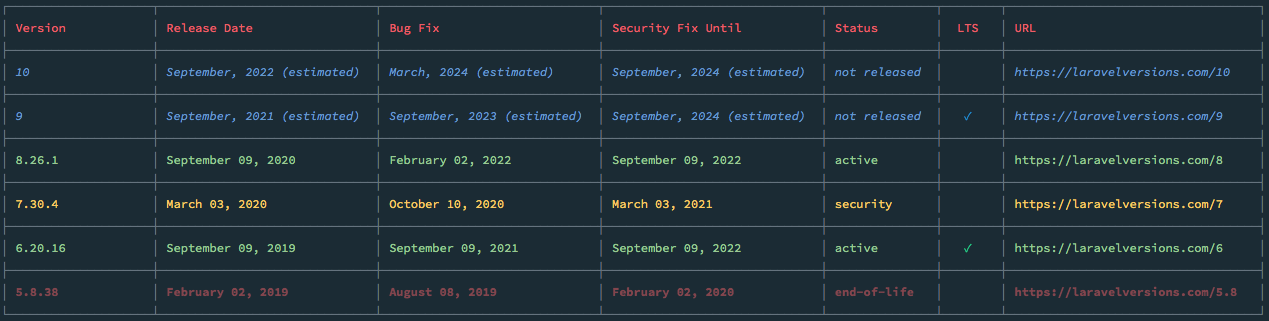 Version Release Date Bug Fix Security Fix Until Status LTS URL
10 September, 2022 (estimated) March, 2024 (estimated) September, 2024 (estimated) not released https://laravelversions.com/10
9 September, 2021 (estimated) September, 2023 (estimated) September, 2024 (estimated) not released ✓ https://laravelversions.com/9
8.26.1 September 09, 2020 February 02, 2022 September 09, 2022 active https://laravelversions.com/8
7.30.4 March 03, 2020 October 10, 2020 March 03, 2021 security https://laravelversions.com/7
6.20.16 September 09, 2019 September 09, 2021 September 09, 2022 active ✓ https://laravelversions.com/6
5.8.38 February 02, 2019 August 08, 2019 February 02, 2020 end-of-life https://laravelversions.com/5.8